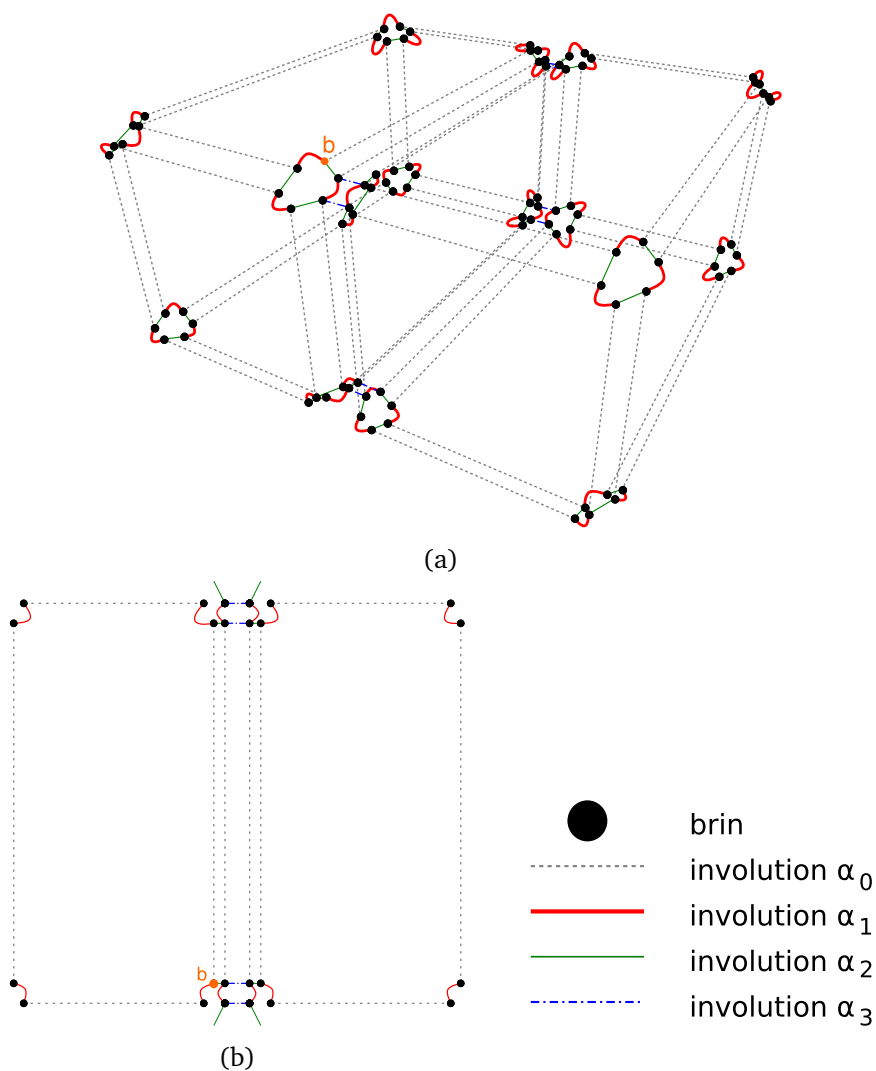 b
(a)
b
(b)
brin
involution α₀
involution α₁
involution α₂
involution α₃